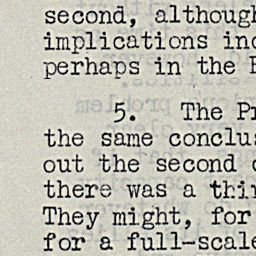 second, although
implications inc
perhaps in the
5. The Pr
the same conclus
out the second
there was a thir
They might, for
for a full-scale